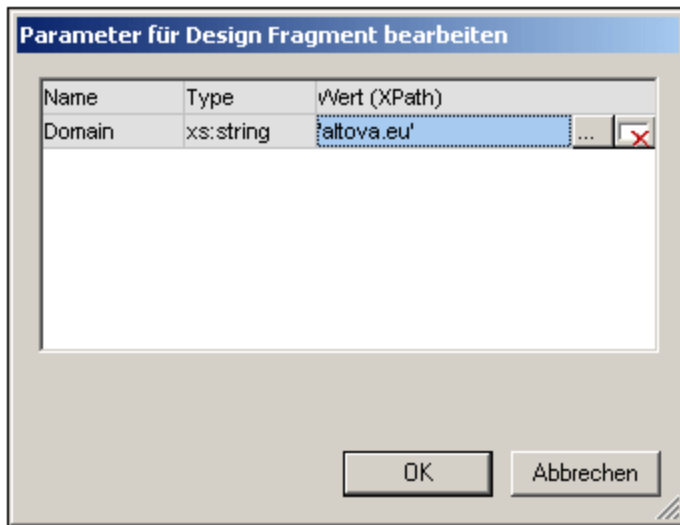 Parameter für Design Fragment bearbeiten
Name Type Wert (XPath)
Domain xs:string 'altova.eu' ...
OK Abbrechen